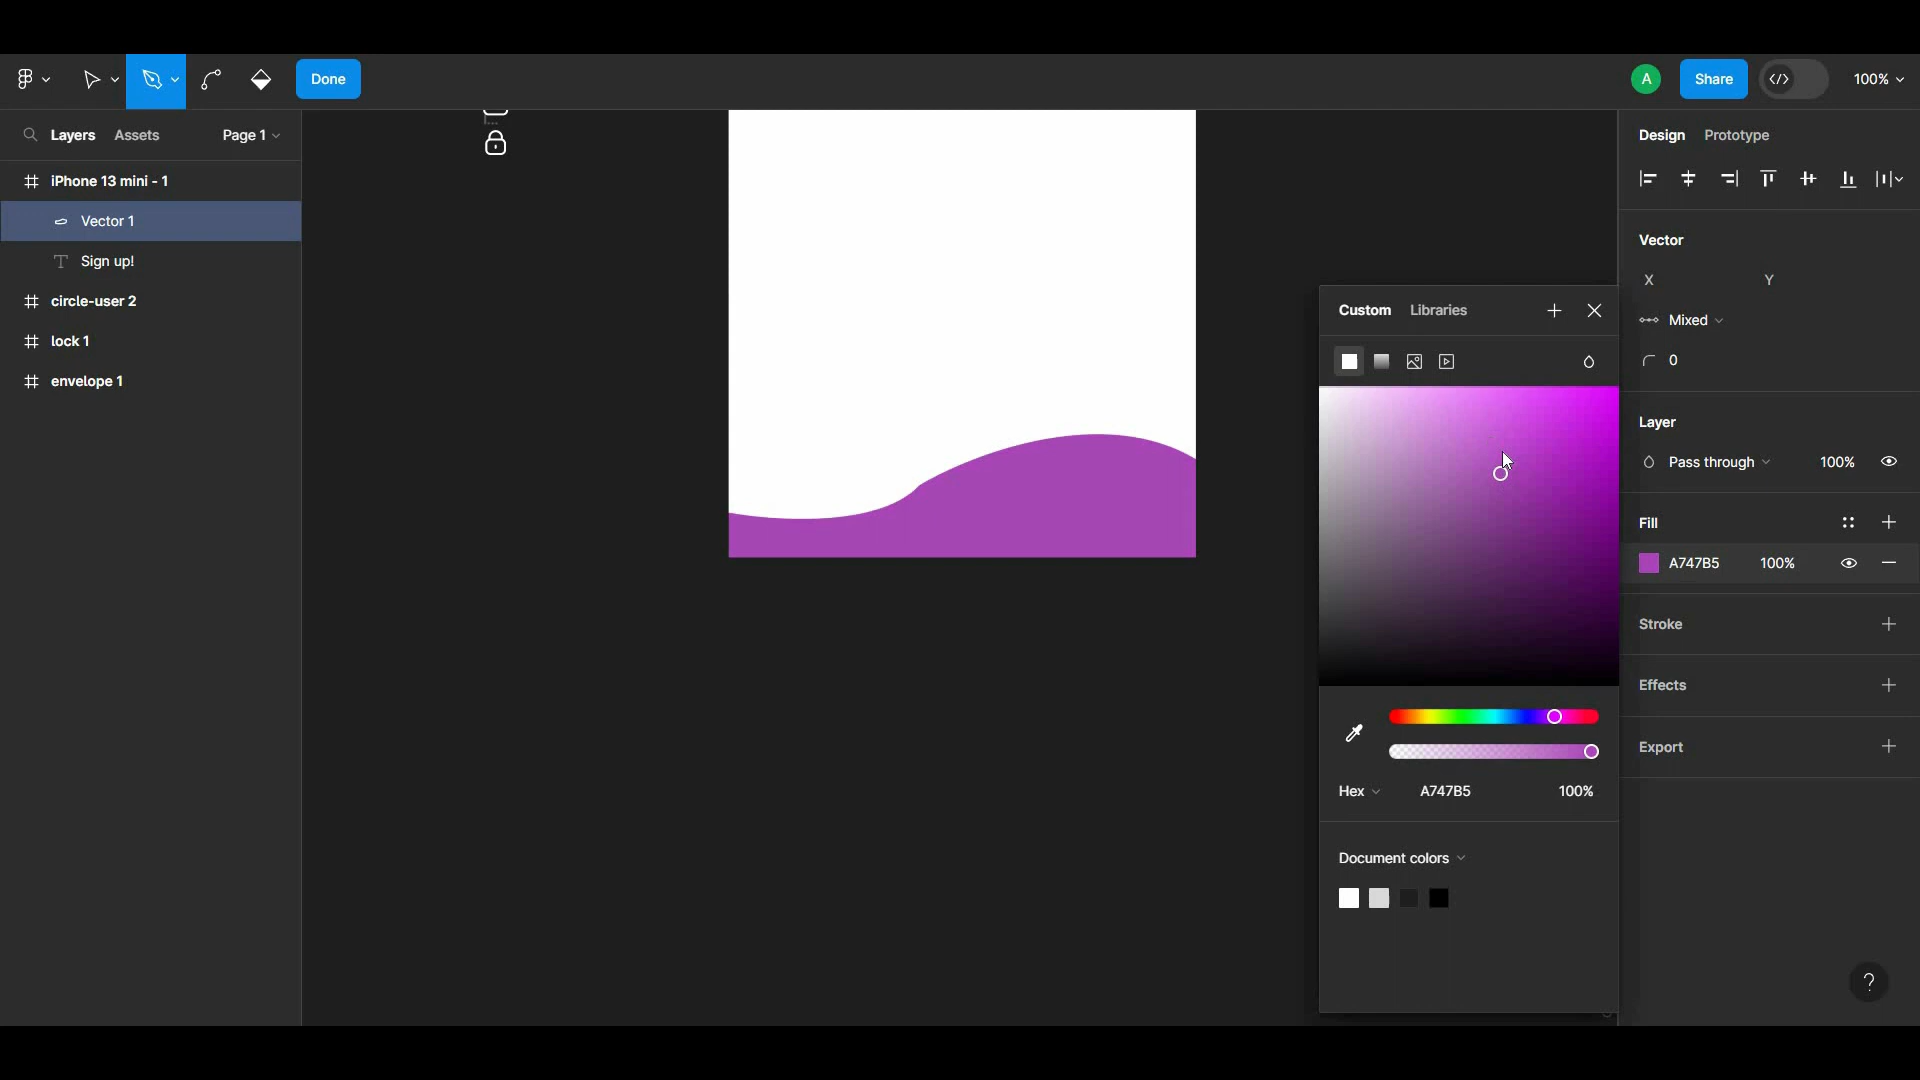 Done
A
Share
100%
Layers
Assets
Page 1
iPhone 13 mini - 1
Vector 1
Sign up!
circle-user 2
lock 1
envelope 1
Custom
Libraries
Hex
A747B5
100%
Document colors
Design
Prototype
Vector
X
Y
Mixed
0
Layer
Pass through
100%
Fill
A747B5
100%
Stroke
Effects
Export
?